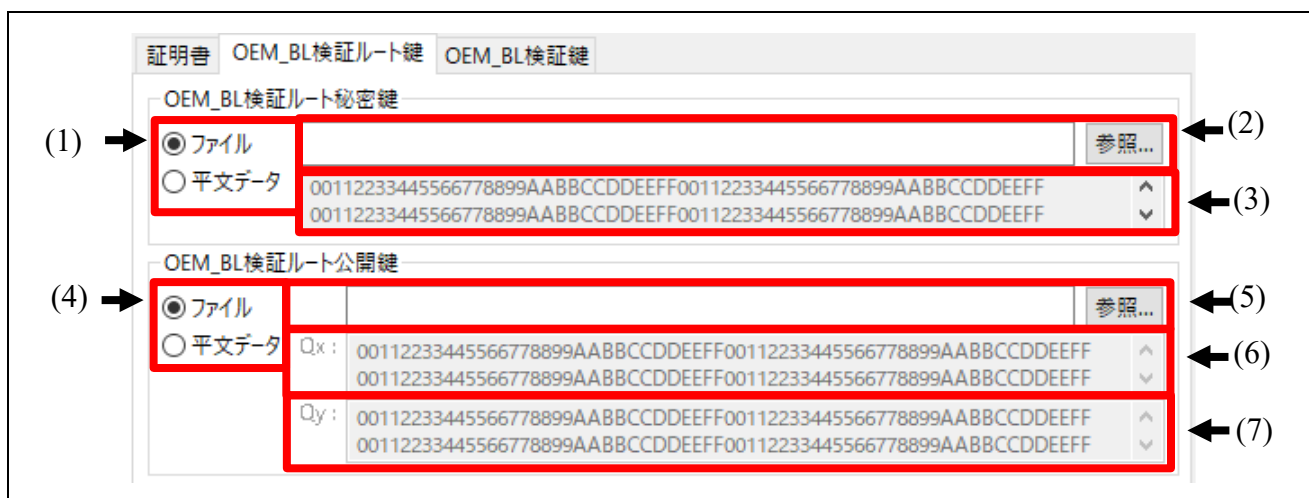 証明書 OEM_BL検証ルート鍵 OEM_BL検証鍵
OEM_BL検証ルート秘密鍵
(1) ファイル 参照... (2)
平文データ 00112233445566778899AABBCCDDEEFF00112233445566778899AABBCCDDEEFF
00112233445566778899AABBCCDDEEFF00112233445566778899AABBCCDDEEFF (3)
OEM_BL検証ルート公開鍵
(4) ファイル 参照... (5)
平文データ Qx : 00112233445566778899AABBCCDDEEFF00112233445566778899AABBCCDDEEFF
00112233445566778899AABBCCDDEEFF00112233445566778899AABBCCDDEEFF (6)
Qy : 00112233445566778899AABBCCDDEEFF00112233445566778899AABBCCDDEEFF
00112233445566778899AABBCCDDEEFF00112233445566778899AABBCCDDEEFF (7)